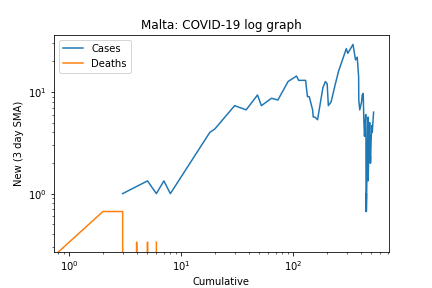 Malta: COVID-19 log graph
Cases
Deaths
New (3 day SMA)
10¹
10⁰
10⁰ 10¹ 10²
Cumulative